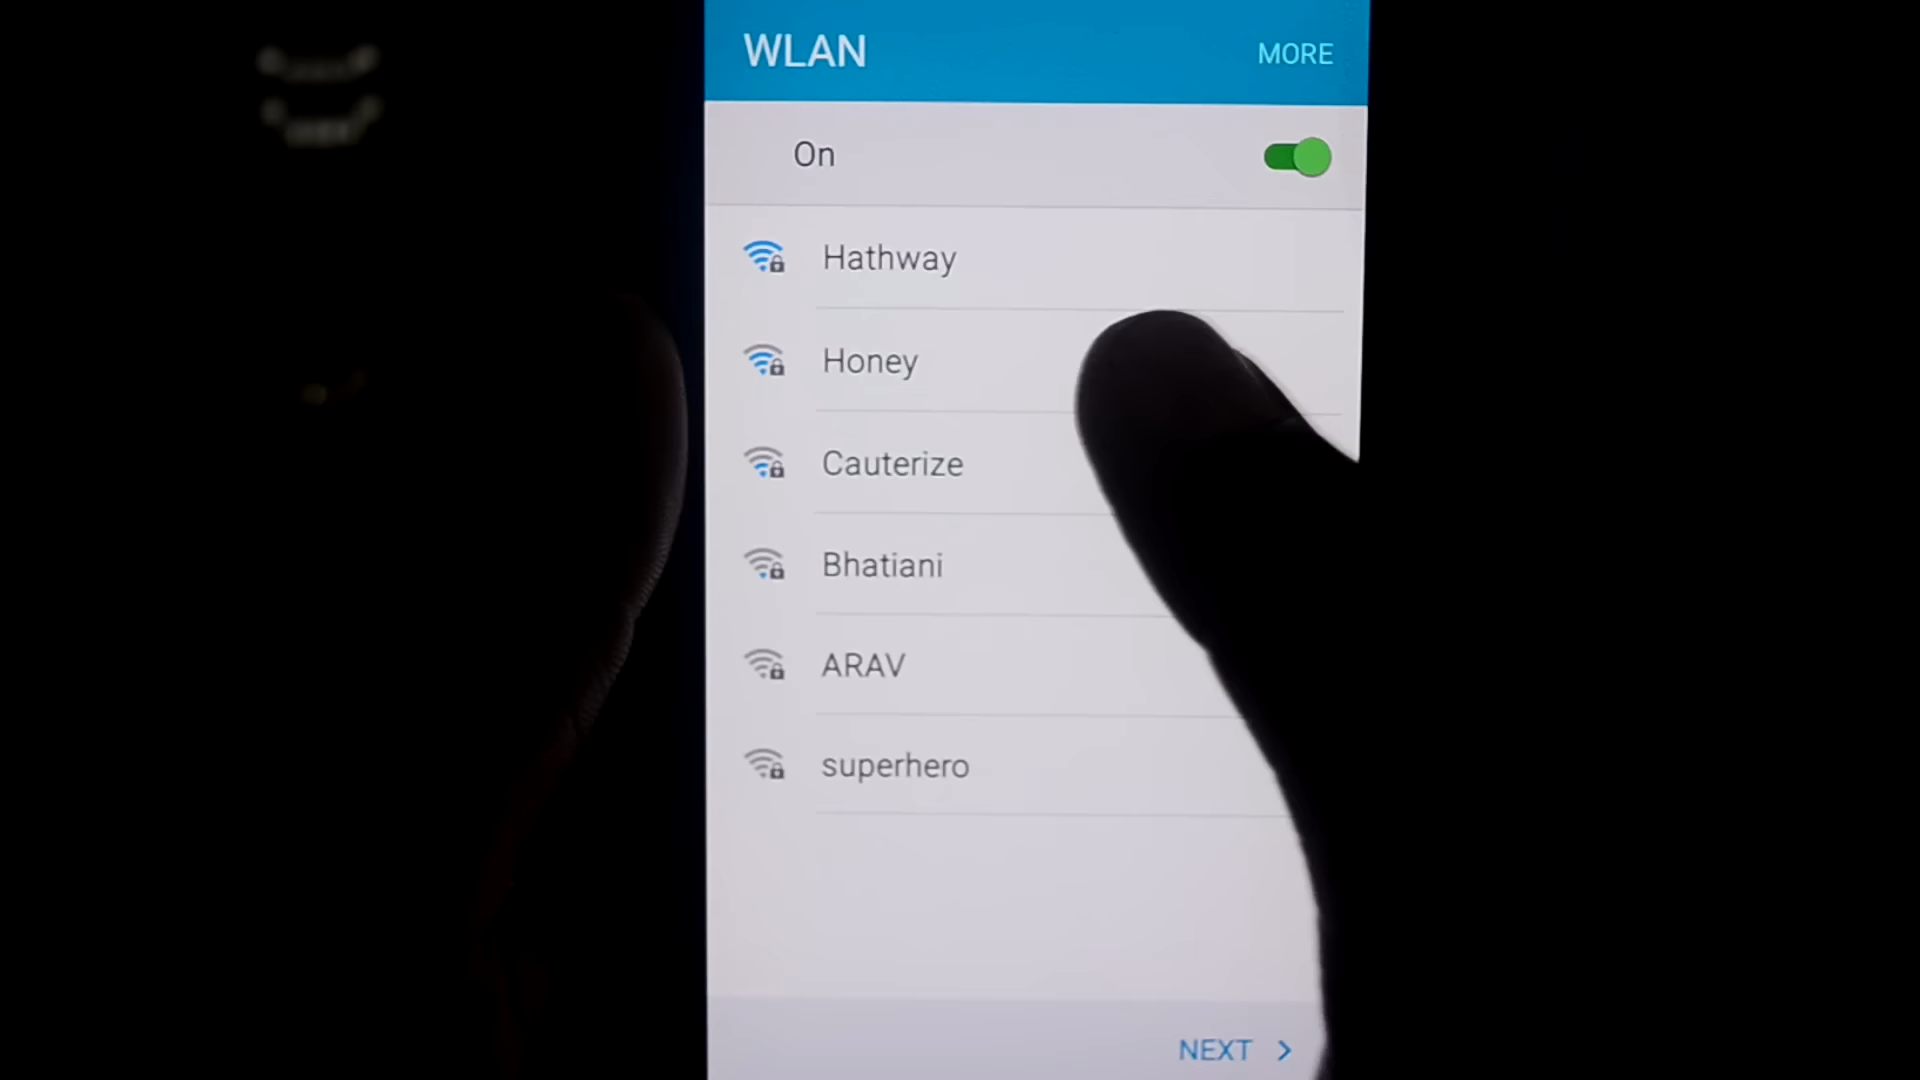 WLAN
MORE
On
Hathway
Honey
Cauterize
Bhatiani
ARAV
superhero
NEXT